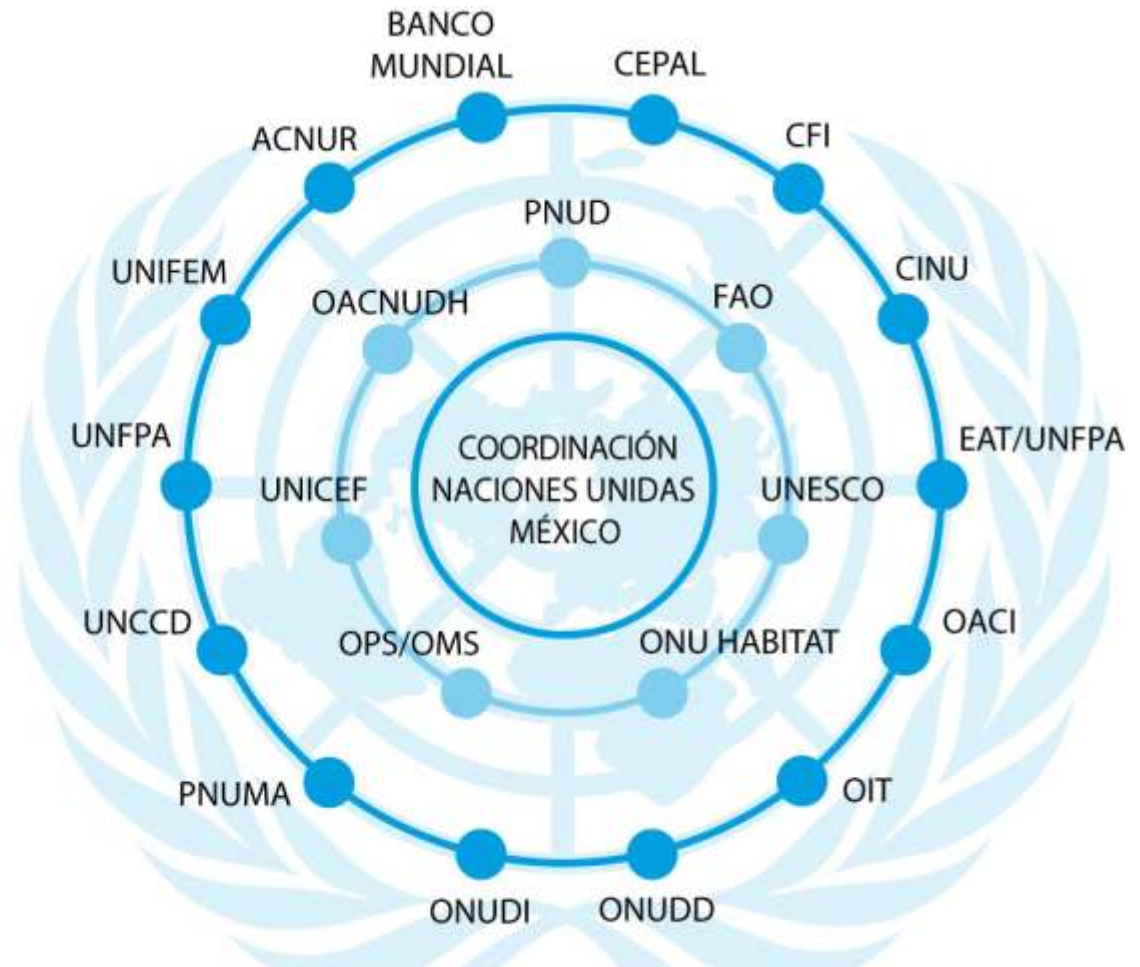 BANCO
MUNDIAL
CEPAL
ACNUR
CFI
PNUD
UNIFEM
CINU
OACNUDH
FAO
UNFPA
EAT/UNFPA
COORDINACIÓN
NACIONES UNIDAS
MÉXICO
UNICEF
UNESCO
UNCCD
OACI
OPS/OMS
ONU HABITAT
PNUMA
OIT
ONUDI
ONUDD